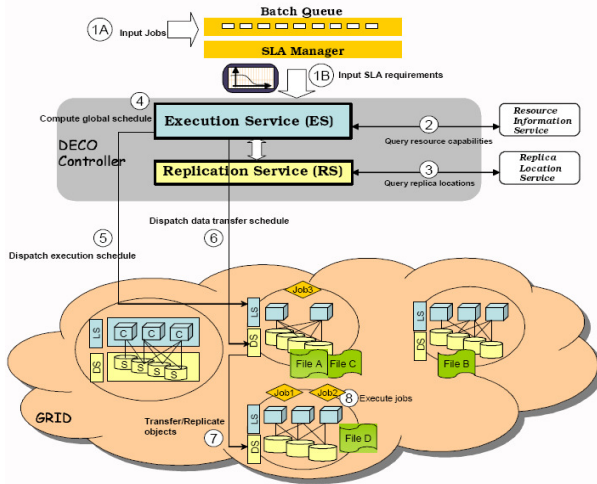 Batch Queue
1A
Input Jobs
SLA Manager
1B
Input SLA requirements
4
Compute global schedule
Execution Service (ES)
2
Query resource capabilities
Resource
Information
Service
DECO
Controller
Replication Service (RS)
3
Query replica locations
Replica
Location
Service
Dispatch data transfer schedule
5
6
Dispatch execution schedule
Job3
LS
DS
File A
File C
LS
C
C
C
DS
S
S
S
S
LS
DS
File B
GRID
Transfer/Replicate
objects
7
Job1
Job2
8
Execute jobs
LS
DS
File D